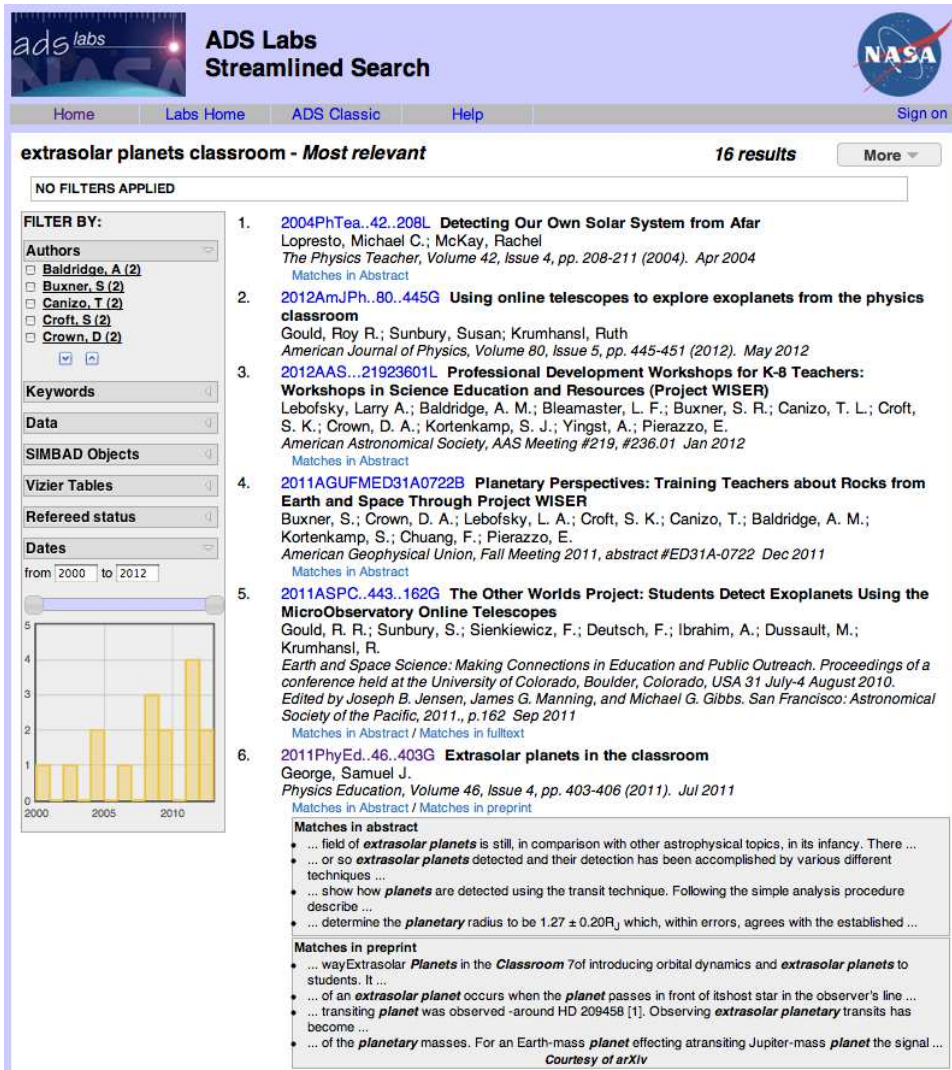 ads labs
NASA
ADS Labs
Streamlined Search
NASA
Home Labs Home ADS Classic Help Sign on
extrasolar planets classroom - Most relevant 16 results More
NO FILTERS APPLIED
FILTER BY:
Authors
Baldridge, A (2)
Buxner, S (2)
Canizo, T (2)
Croft, S (2)
Crown, D (2)
Keywords
Data
SIMBAD Objects
Vizier Tables
Refereed status
Dates
from 2000 to 2012
5
4
3
2
1
0
2000 2005 2010
1. 2004PhTea..42..208L Detecting Our Own Solar System from Afar
Lopresto, Michael C.; McKay, Rachel
The Physics Teacher, Volume 42, Issue 4, pp. 208-211 (2004). Apr 2004
Matches in Abstract
2. 2012AmJPh..80..445G Using online telescopes to explore exoplanets from the physics
classroom
Gould, Roy R.; Sunbury, Susan; Krumhansl, Ruth
American Journal of Physics, Volume 80, Issue 5, pp. 445-451 (2012). May 2012
3. 2012AAS...21923601L Professional Development Workshops for K-8 Teachers:
Workshops in Science Education and Resources (Project WISER)
Lebofsky, Larry A.; Baldridge, A. M.; Bleamaster, L. F.; Buxner, S. R.; Canizo, T. L.; Croft,
S. K.; Crown, D. A.; Kortenkamp, S. J.; Yingst, A.; Pierazzo, E.
American Astronomical Society, AAS Meeting #219, #236.01 Jan 2012
Matches in Abstract
4. 2011AGUFMED31A0722B Planetary Perspectives: Training Teachers about Rocks from
Earth and Space Through Project WISER
Buxner, S.; Crown, D. A.; Lebofsky, L. A.; Croft, S. K.; Canizo, T.; Baldridge, A. M.;
Kortenkamp, S.; Chuang, F.; Pierazzo, E.
American Geophysical Union, Fall Meeting 2011, abstract #ED31A-0722 Dec 2011
Matches in Abstract
5. 2011ASPC..443..162G The Other Worlds Project: Students Detect Exoplanets Using the
MicroObservatory Online Telescopes
Gould, R. R.; Sunbury, S.; Sienkiewicz, F.; Deutsch, F.; Ibrahim, A.; Dussault, M.;
Krumhansl, R.
Earth and Space Science: Making Connections in Education and Public Outreach. Proceedings of a
conference held at the University of Colorado, Boulder, Colorado, USA 31 July-4 August 2010.
Edited by Joseph B. Jensen, James G. Manning, and Michael G. Gibbs. San Francisco: Astronomical
Society of the Pacific, 2011., p.162 Sep 2011
Matches in Abstract / Matches in fulltext
6. 2011PhyEd..46..403G Extrasolar planets in the classroom
George, Samuel J.
Physics Education, Volume 46, Issue 4, pp. 403-406 (2011). Jul 2011
Matches in Abstract / Matches in preprint
Matches in abstract
• ... field of extrasolar planets is still, in comparison with other astrophysical topics, in its infancy. There ...
• ... or so extrasolar planets detected and their detection has been accomplished by various different
techniques ...
• ... show how planets are detected using the transit technique. Following the simple analysis procedure
describe ...
• ... determine the planetary radius to be 1.27 ± 0.20RJ which, within errors, agrees with the established ...
Matches in preprint
• ... wayExtrasolar Planets in the Classroom 7of introducing orbital dynamics and extrasolar planets to
students. It ...
• ... of an extrasolar planet occurs when the planet passes in front of itshost star in the observer's line ...
• ... transiting planet was observed -around HD 209458 [1]. Observing extrasolar planetary transits has
become ...
• ... of the planetary masses. For an Earth-mass planet effecting atransiting Jupiter-mass planet the signal ...
Courtesy of arXiv